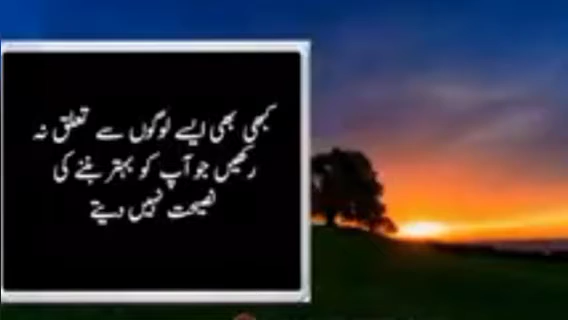 کبھی بھی ایسے لوگوں سے تعلق نہ
رکھیں جو آپ کو بہتر بننے کی
نصیحت نہیں دیتے